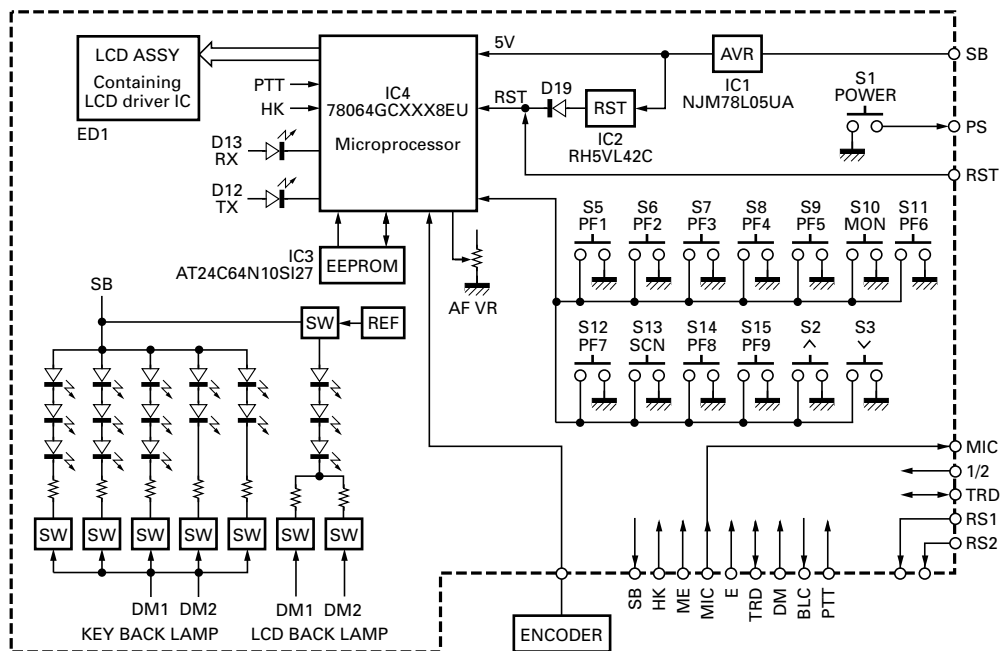 LCD ASSY
Containing
LCD driver IC
ED1
PTT
HK
D13
RX
D12
TX
IC4
78064GCXXX8EU
Microprocessor
5V
RST
D19
RST
IC2
RH5VL42C
AVR
IC1
NJM78L05UA
S1
POWER
SB
PS
RST
IC3
AT24C64N10SI27
EEPROM
AF VR
S5
PF1
S6
PF2
S7
PF3
S8
PF4
S9
PF5
S10
MON
S11
PF6
S12
PF7
S13
SCN
S14
PF8
S15
PF9
S2
^
S3
v
SB
SW
REF
SW
SW
SW
SW
SW
SW
SW
DM1
DM2
KEY BACK LAMP
DM1
DM2
LCD BACK LAMP
ENCODER
SB
HK
ME
MIC
E
TRD
DM
BLC
PTT
MIC
1/2
TRD
RS1
RS2